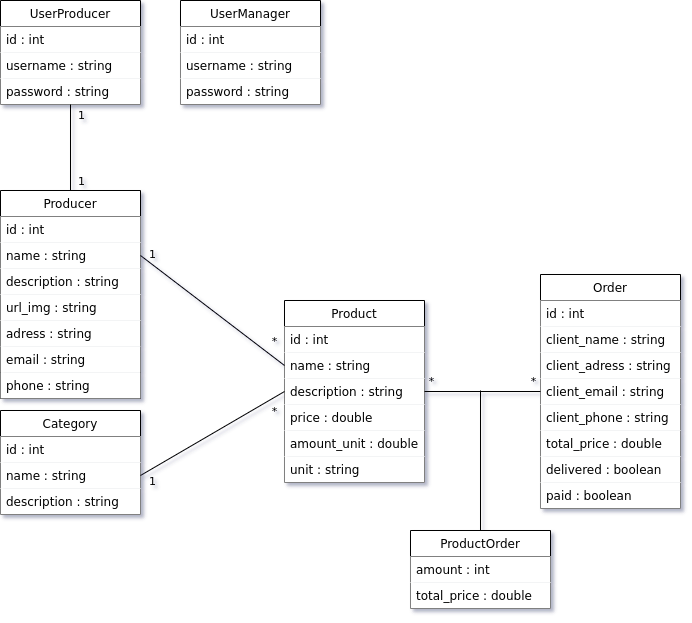 UserProducer
id : int
username : string
password : string
UserManager
id : int
username : string
password : string
1
1
Producer
id : int
name : string
description : string
url_img : string
adress : string
email : string
phone : string
1
*
Category
id : int
name : string
description : string
1
*
Product
id : int
name : string
description : string
price : double
amount_unit : double
unit : string
*
*
Order
id : int
client_name : string
client_adress : string
client_email : string
client_phone : string
total_price : double
delivered : boolean
paid : boolean
ProductOrder
amount : int
total_price : double